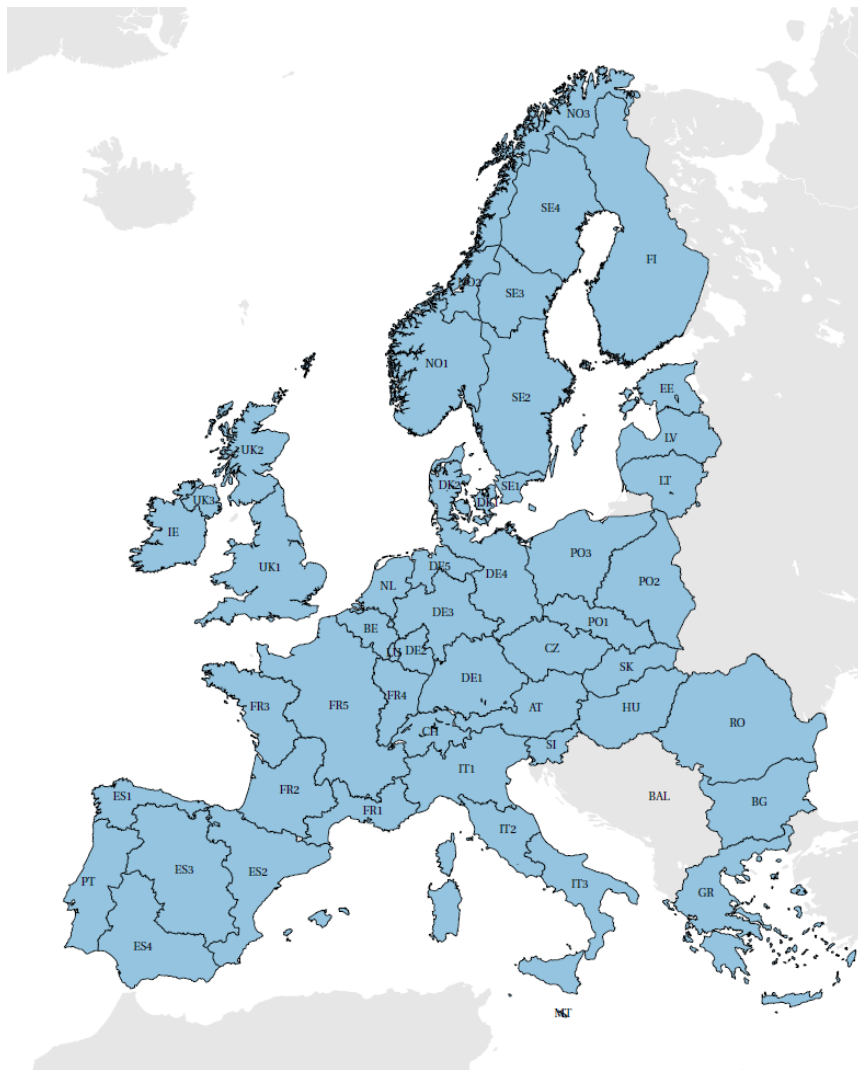 NO3
SE4
FI
NO2
SE3
NO1
EE
SE2
LV
UK2
LT
DK2
SE1
UK3
DK1
IE
PO3
UK1
DE5
DE4
PO2
NL
DE3
PO1
BE
CZ
LU
DE2
SK
DE1
FR4
FR3
FR5
AT
HU
RO
CH
SI
IT1
FR2
ES1
BAL
BG
FR1
IT2
ES3
ES2
PT
IT3
GR
ES4
MT